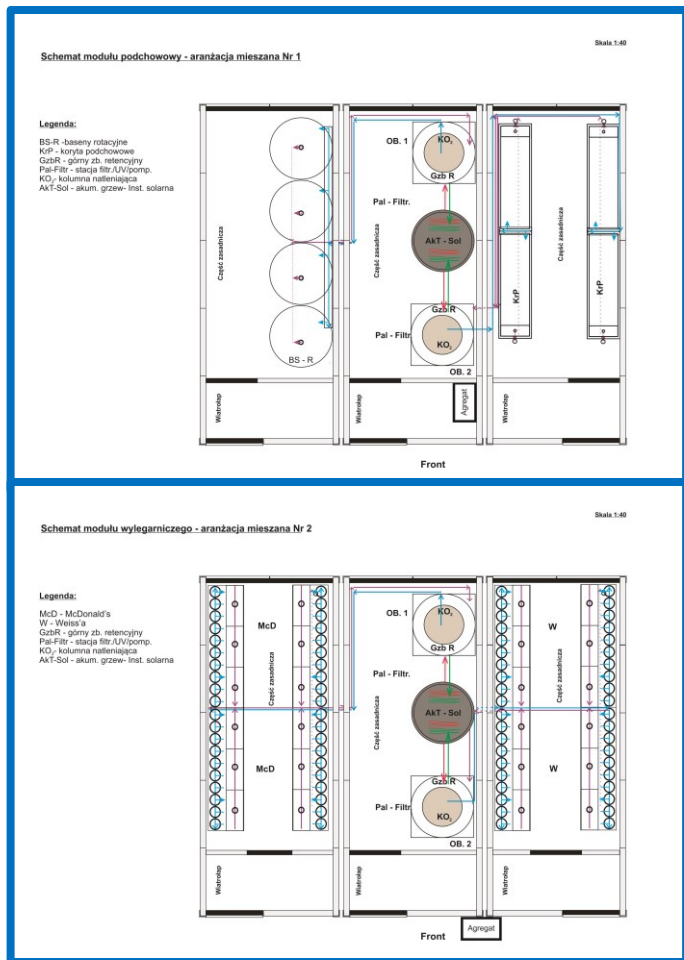 Skala 1:40
Schemat modułu podchowowy - aranżacja mieszana Nr 1
Legenda:
BS-R -baseny rotacyjne
KrP - koryta podchowowe
GzbR - górny zb. retencyjny
Pal-Filtr - stacja filtr./UV/pomp.
KO2- kolumna natleniająca
AkT-Sol - akum. grzew- Inst. solarna
OB. 1
KO2
Gzb R
Pal - Filtr.
Część zasadnicza
Część zasadnicza
AkT - Sol
Część zasadnicza
KrP
KrP
Gzb R
Pal - Filtr.
KO2
BS - R
OB. 2
Wiatrołap
Wiatrołap
Agregat
Wiatrołap
Front
Skala 1:40
Schemat modułu wylęgarniczego - aranżacja mieszana Nr 2
Legenda:
McD - McDonald's
W - Weiss'a
GzbR - górny zb. retencyjny
Pal-Filtr - stacja filtr./UV/pomp.
KO2- kolumna natleniająca
AkT-Sol - akum. grzew- Inst. solarna
OB. 1
KO2
McD
W
Gzb R
Część zasadnicza
Pal - Filtr.
Część zasadnicza
AkT - Sol
Część zasadnicza
McD
W
Gzb R
Pal - Filtr.
KO2
OB. 2
Wiatrołap
Wiatrołap
Wiatrołap
Front
Agregat